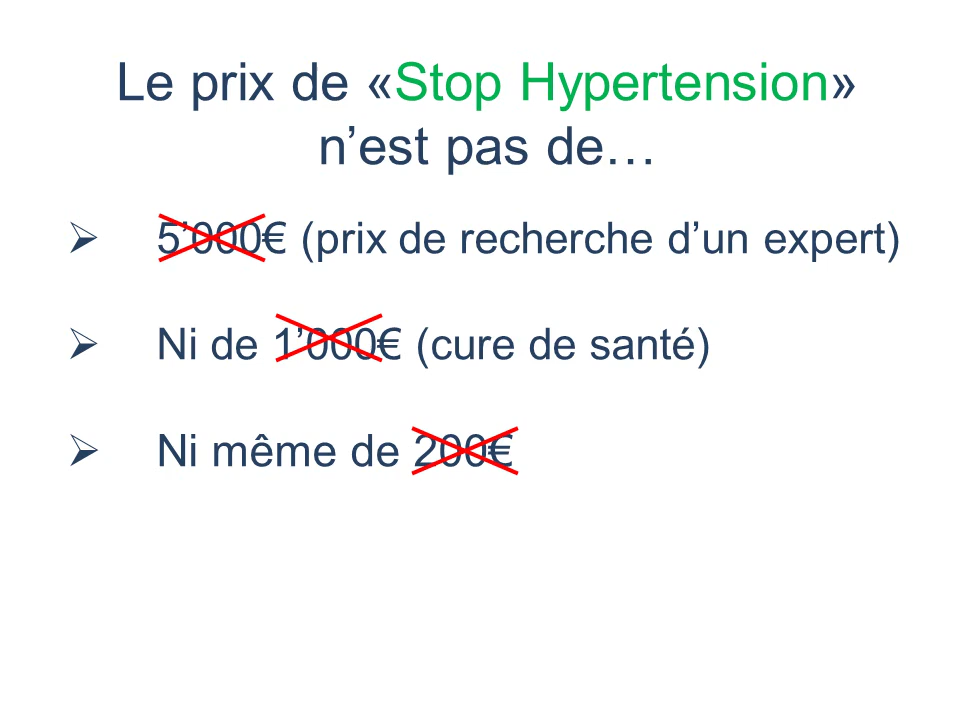 Le prix de «Stop Hypertension»
n’est pas de…
➢ 5’000€ (prix de recherche d’un expert)
➢ Ni de 1’000€ (cure de santé)
➢ Ni même de 200€